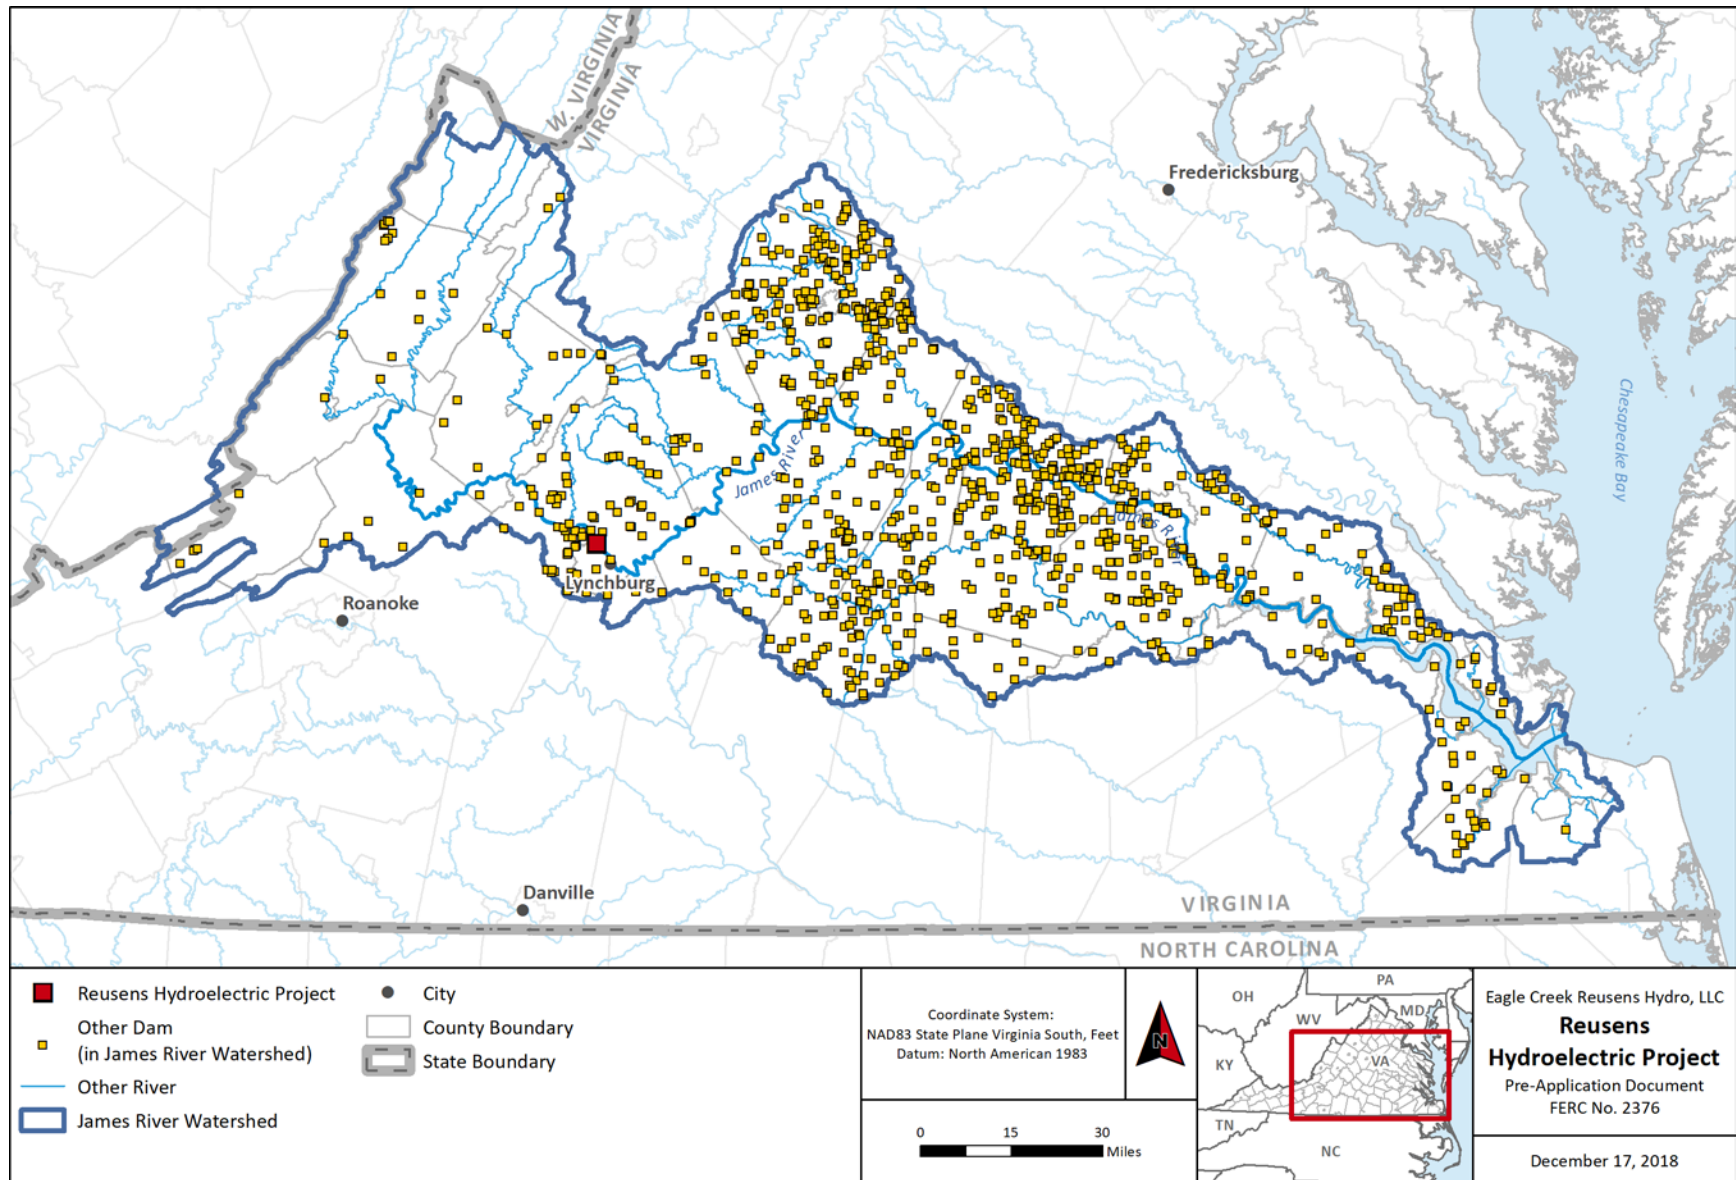 W. VIRGINIA
VIRGINIA
Fredericksburg
Chesapeake Bay
James River
James River
Lynchburg
Roanoke
Danville
VIRGINIA
NORTH CAROLINA
Reusens Hydroelectric Project
Other Dam
(in James River Watershed)
Other River
James River Watershed
City
County Boundary
State Boundary
Coordinate System:
NAD83 State Plane Virginia South, Feet
Datum: North American 1983
N
0 15 30
Miles
PA
OH
WV
MD
KY
VA
TN
NC
Eagle Creek Reusens Hydro, LLC
Reusens
Hydroelectric Project
Pre-Application Document
FERC No. 2376
December 17, 2018